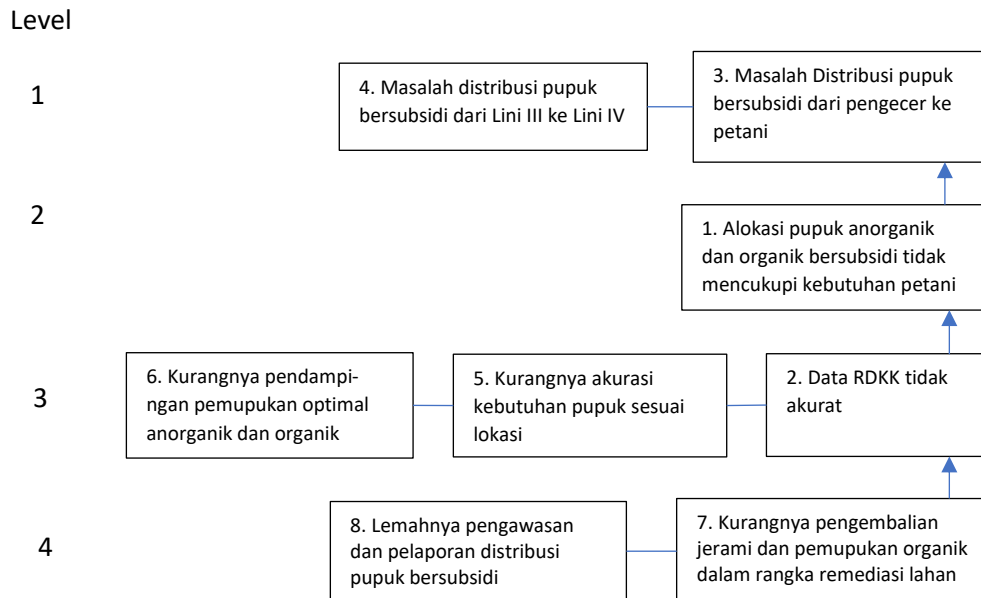 Level
1
4. Masalah distribusi pupuk
bersubsidi dari Lini III ke Lini IV
3. Masalah Distribusi pupuk
bersubsidi dari pengecer ke
petani
2
1. Alokasi pupuk anorganik
dan organik bersubsidi tidak
mencukupi kebutuhan petani
3
6. Kurangnya pendampi-
ngan pemupukan optimal
anorganik dan organik
5. Kurangnya akurasi
kebutuhan pupuk sesuai
lokasi
2. Data RDKK tidak
akurat
4
8. Lemahnya pengawasan
dan pelaporan distribusi
pupuk bersubsidi
7. Kurangnya pengembalian
jerami dan pemupukan organik
dalam rangka remediasi lahan